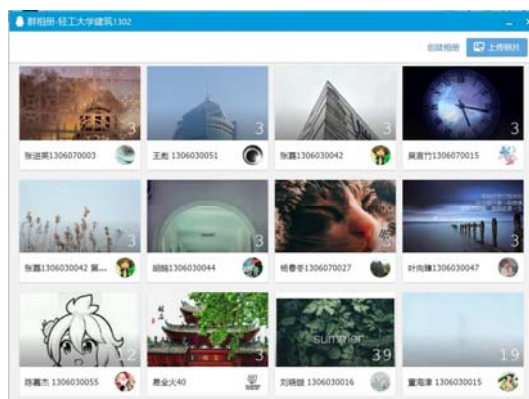 群相册-轻工大学建筑1302
创建相册
上传照片
3
3
3
3
张进英1306070003
王彪 1306030051
张磊1306030042
吴宣竹1306070015
3
3
3
3
张磊1306030042 第...
胡楠1306030044
杨春冬1306070027
叶向臻1306030047
12
3
summer
39
19
陈嘉杰 1306030055
易金火40
刘晓皎 1306030016
童海津 1306030015